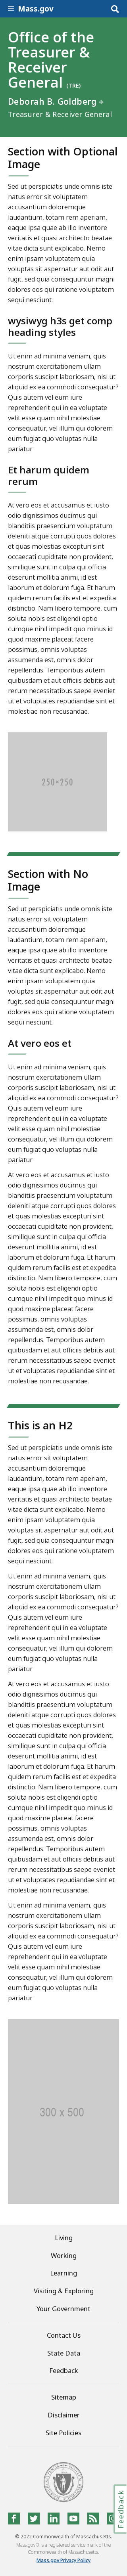 Mass.gov
Office of the
Treasurer &
Receiver
General (TRE)
Deborah B. Goldberg +
Treasurer & Receiver General
Section with Optional
Image
Sed ut perspiciatis unde omnis iste
natus error sit voluptatem
accusantium doloremque
laudantium, totam rem aperiam,
eaque ipsa quae ab illo inventore
veritatis et quasi architecto beatae
vitae dicta sunt explicabo. Nemo
enim ipsam voluptatem quia
voluptas sit aspernatur aut odit aut
fugit, sed quia consequuntur magni
dolores eos qui ratione voluptatem
sequi nesciunt.
wysiwyg h3s get comp
heading styles
Ut enim ad minima veniam, quis
nostrum exercitationem ullam
corporis suscipit laboriosam, nisi ut
aliquid ex ea commodi consequatur?
Quis autem vel eum iure
reprehenderit qui in ea voluptate
velit esse quam nihil molestiae
consequatur, vel illum qui dolorem
eum fugiat quo voluptas nulla
pariatur
Et harum quidem
rerum
At vero eos et accusamus et iusto
odio dignissimos ducimus qui
blanditiis praesentium voluptatum
deleniti atque corrupti quos dolores
et quas molestias excepturi sint
occaecati cupiditate non provident,
similique sunt in culpa qui officia
deserunt mollitia animi, id est
laborum et dolorum fuga. Et harum
quidem rerum facilis est et expedita
distinctio. Nam libero tempore, cum
soluta nobis est eligendi optio
cumque nihil impedit quo minus id
quod maxime placeat facere
possimus, omnis voluptas
assumenda est, omnis dolor
repellendus. Temporibus autem
quibusdam et aut officiis debitis aut
rerum necessitatibus saepe eveniet
ut et voluptates repudiandae sint et
molestiae non recusandae.
250×250
Section with No
Image
Sed ut perspiciatis unde omnis iste
natus error sit voluptatem
accusantium doloremque
laudantium, totam rem aperiam,
eaque ipsa quae ab illo inventore
veritatis et quasi architecto beatae
vitae dicta sunt explicabo. Nemo
enim ipsam voluptatem quia
voluptas sit aspernatur aut odit aut
fugit, sed quia consequuntur magni
dolores eos qui ratione voluptatem
sequi nesciunt.
At vero eos et
Ut enim ad minima veniam, quis
nostrum exercitationem ullam
corporis suscipit laboriosam, nisi ut
aliquid ex ea commodi consequatur?
Quis autem vel eum iure
reprehenderit qui in ea voluptate
velit esse quam nihil molestiae
consequatur, vel illum qui dolorem
eum fugiat quo voluptas nulla
pariatur
At vero eos et accusamus et iusto
odio dignissimos ducimus qui
blanditiis praesentium voluptatum
deleniti atque corrupti quos dolores
et quas molestias excepturi sint
occaecati cupiditate non provident,
similique sunt in culpa qui officia
deserunt mollitia animi, id est
laborum et dolorum fuga. Et harum
quidem rerum facilis est et expedita
distinctio. Nam libero tempore, cum
soluta nobis est eligendi optio
cumque nihil impedit quo minus id
quod maxime placeat facere
possimus, omnis voluptas
assumenda est, omnis dolor
repellendus. Temporibus autem
quibusdam et aut officiis debitis aut
rerum necessitatibus saepe eveniet
ut et voluptates repudiandae sint et
molestiae non recusandae.
This is an H2
Sed ut perspiciatis unde omnis iste
natus error sit voluptatem
accusantium doloremque
laudantium, totam rem aperiam,
eaque ipsa quae ab illo inventore
veritatis et quasi architecto beatae
vitae dicta sunt explicabo. Nemo
enim ipsam voluptatem quia
voluptas sit aspernatur aut odit aut
fugit, sed quia consequuntur magni
dolores eos qui ratione voluptatem
sequi nesciunt.
Ut enim ad minima veniam, quis
nostrum exercitationem ullam
corporis suscipit laboriosam, nisi ut
aliquid ex ea commodi consequatur?
Quis autem vel eum iure
reprehenderit qui in ea voluptate
velit esse quam nihil molestiae
consequatur, vel illum qui dolorem
eum fugiat quo voluptas nulla
pariatur
At vero eos et accusamus et iusto
odio dignissimos ducimus qui
blanditiis praesentium voluptatum
deleniti atque corrupti quos dolores
et quas molestias excepturi sint
occaecati cupiditate non provident,
similique sunt in culpa qui officia
deserunt mollitia animi, id est
laborum et dolorum fuga. Et harum
quidem rerum facilis est et expedita
distinctio. Nam libero tempore, cum
soluta nobis est eligendi optio
cumque nihil impedit quo minus id
quod maxime placeat facere
possimus, omnis voluptas
assumenda est, omnis dolor
repellendus. Temporibus autem
quibusdam et aut officiis debitis aut
rerum necessitatibus saepe eveniet
ut et voluptates repudiandae sint et
molestiae non recusandae.
Ut enim ad minima veniam, quis
nostrum exercitationem ullam
corporis suscipit laboriosam, nisi ut
aliquid ex ea commodi consequatur?
Quis autem vel eum iure
reprehenderit qui in ea voluptate
velit esse quam nihil molestiae
consequatur, vel illum qui dolorem
eum fugiat quo voluptas nulla
pariatur
300 x 500
Living
Working
Learning
Visiting & Exploring
Your Government
Contact Us
State Data
Feedback
Sitemap
Disclaimer
Site Policies
Feedback
© 2022 Commonwealth of Massachusetts.
Mass.gov® is a registered service mark of the
Commonwealth of Massachusetts.
Mass.gov Privacy Policy